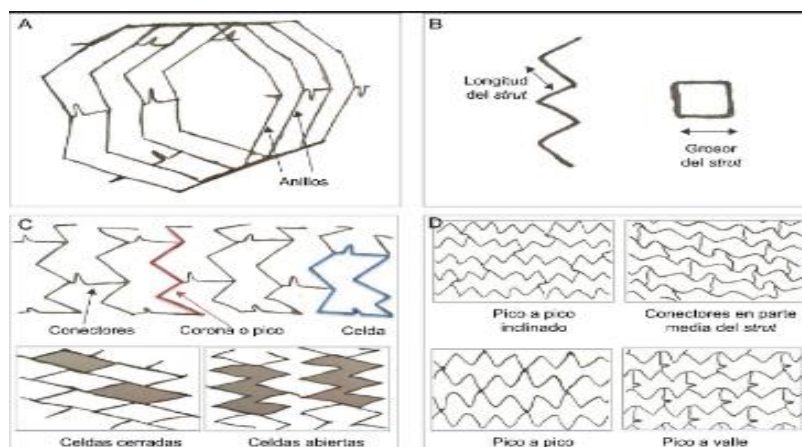 A
Anillos
B
Longitud
del strut
Grosor
del strut
C
Conectores
Corona o pico
Celda
Celdas cerradas
Celdas abiertas
D
Pico a pico
inclinado
Conectores en parte
media del strut
Pico a pico
Pico a valle